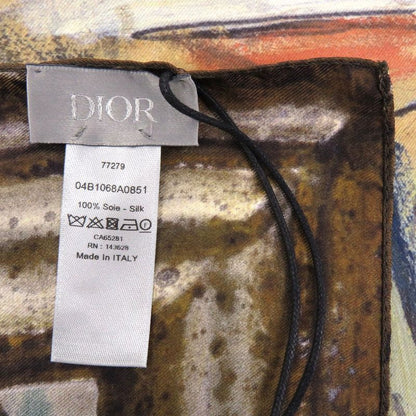 DIOR
77279
04B1068A0851
100% Soie - Silk
CA65281
RN : 143628
Made In ITALY